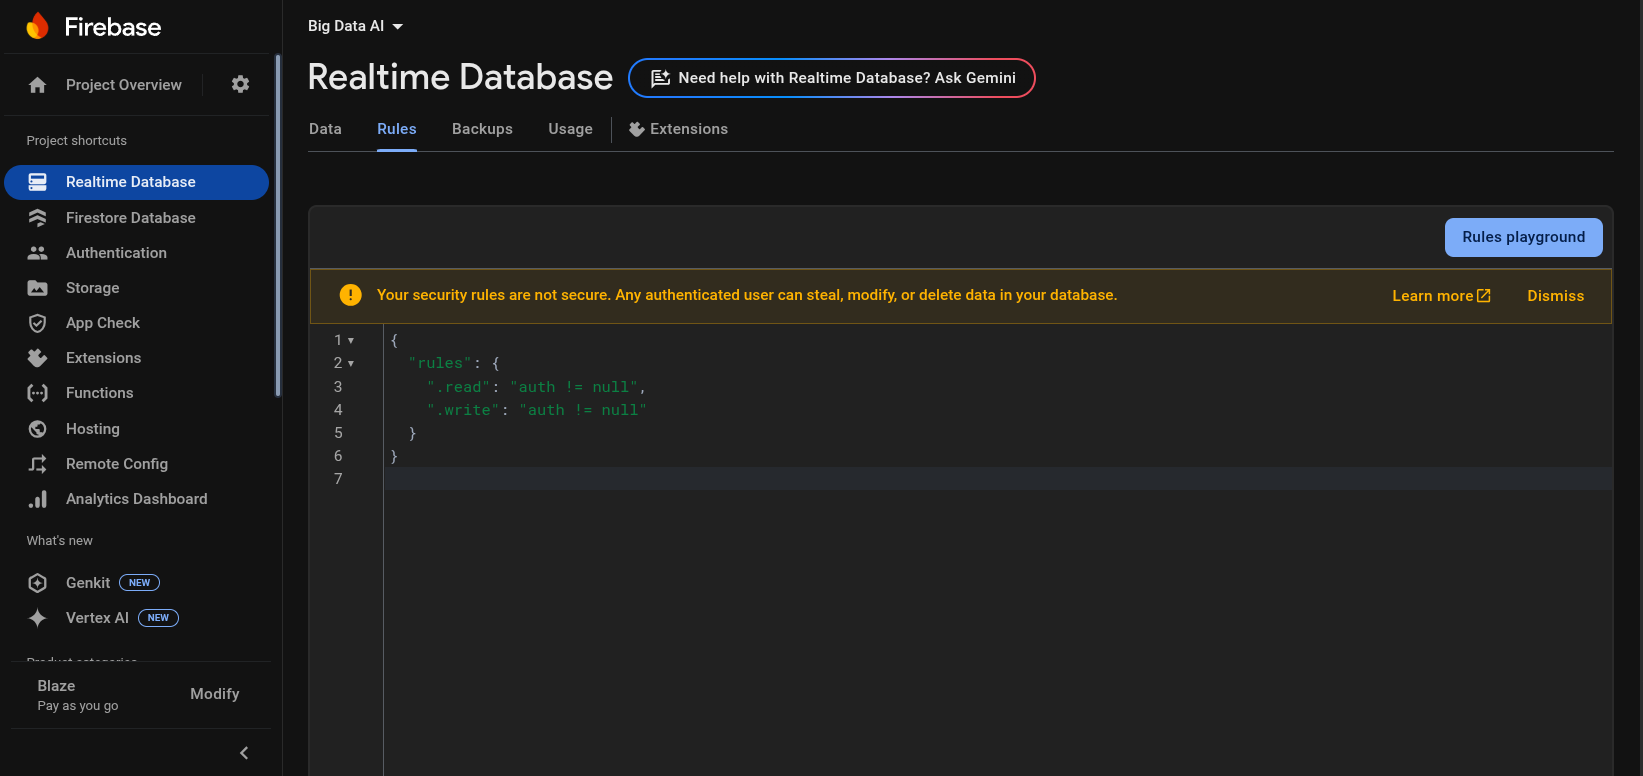 Firebase
Project Overview
Project shortcuts
Realtime Database
Firestore Database
Authentication
Storage
App Check
Extensions
Functions
Hosting
Remote Config
Analytics Dashboard
What's new
Genkit NEW
Vertex AI NEW
Product categories
Blaze
Pay as you go
Modify
Big Data AI
Realtime Database
Need help with Realtime Database? Ask Gemini
Data Rules Backups Usage Extensions
Rules playground
Your security rules are not secure. Any authenticated user can steal, modify, or delete data in your database. Learn more Dismiss
1 {
2   "rules": {
3     ".read": "auth != null",
4     ".write": "auth != null"
5   }
6 }
7